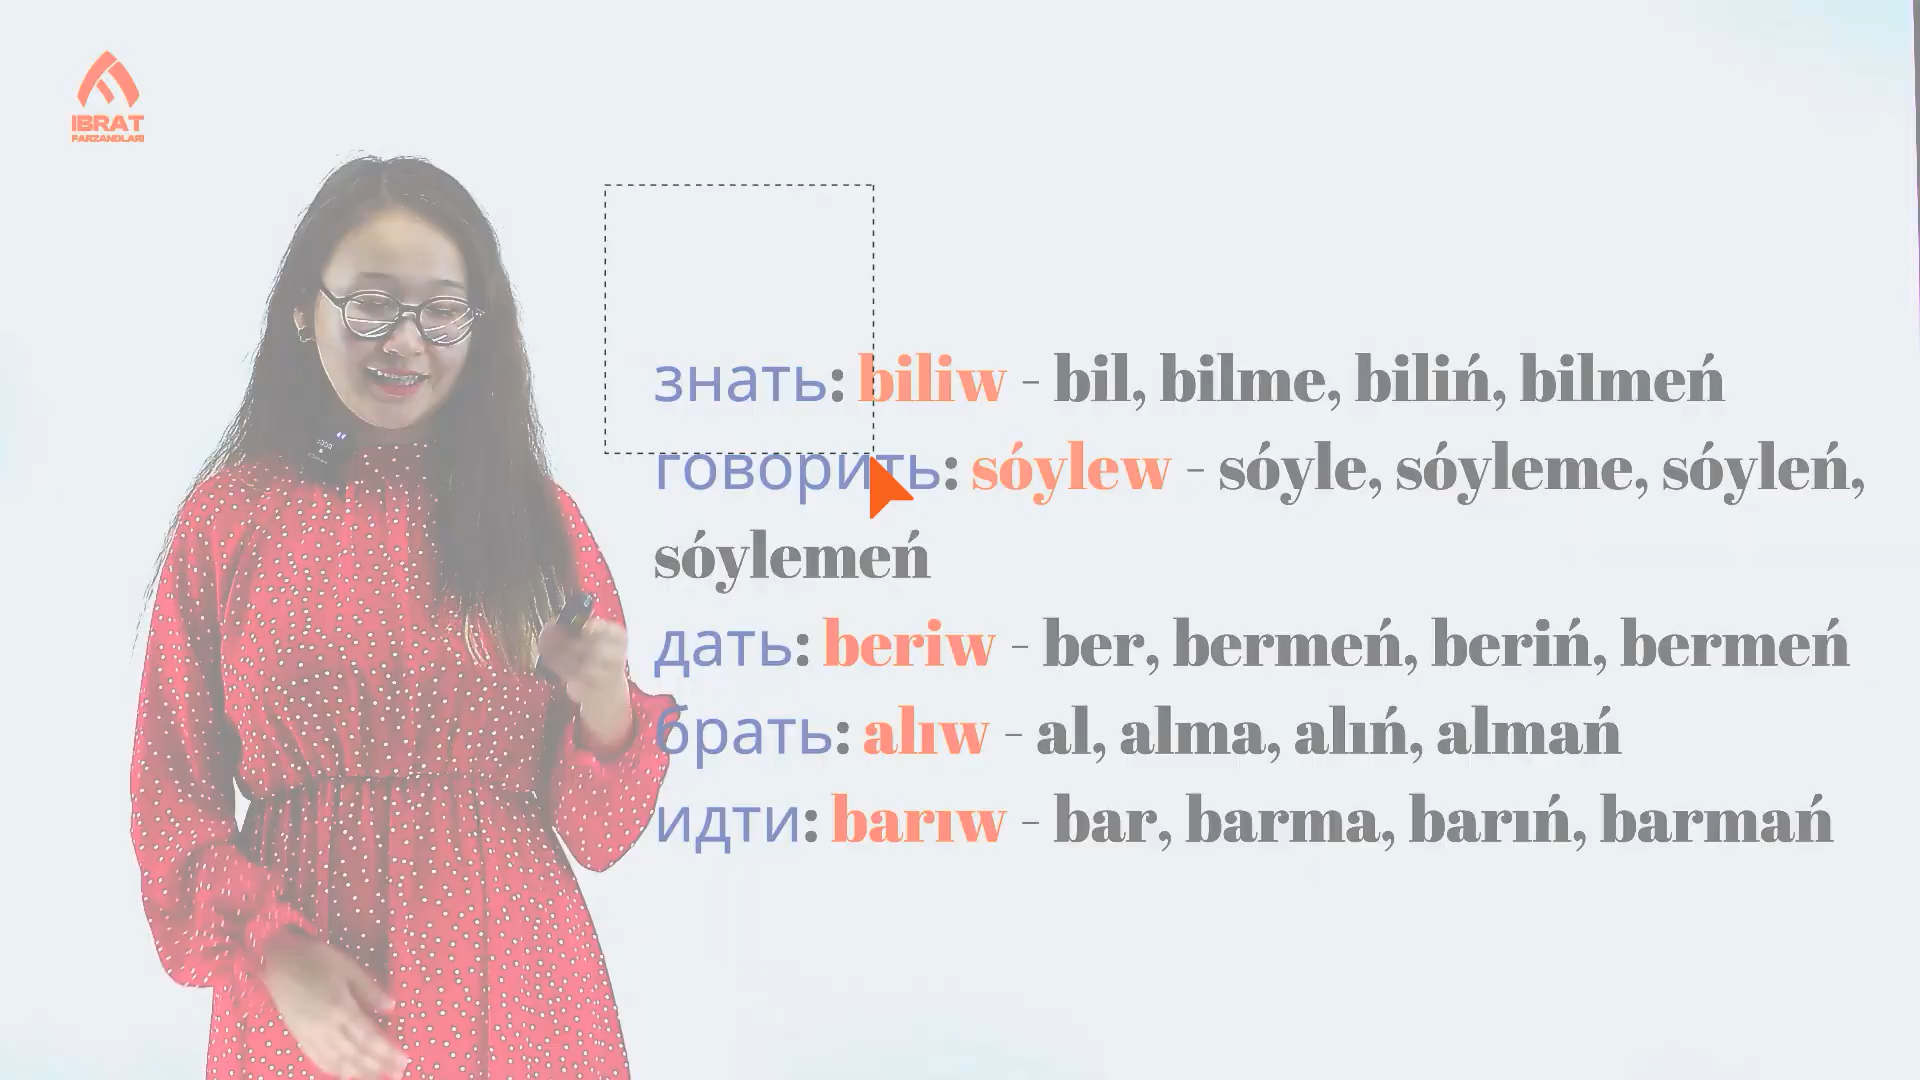 IBRAT
FARZANDLARI
знать: biliw - bil, bilme, biliń, bilmeń
говорить: sóylew - sóyle, sóyleme, sóyleń,
sóylemeń
дать: beriw - ber, bermeń, beriń, bermeń
брать: alıw - al, alma, alıń, almań
идти: barıw - bar, barma, barıń, barmań